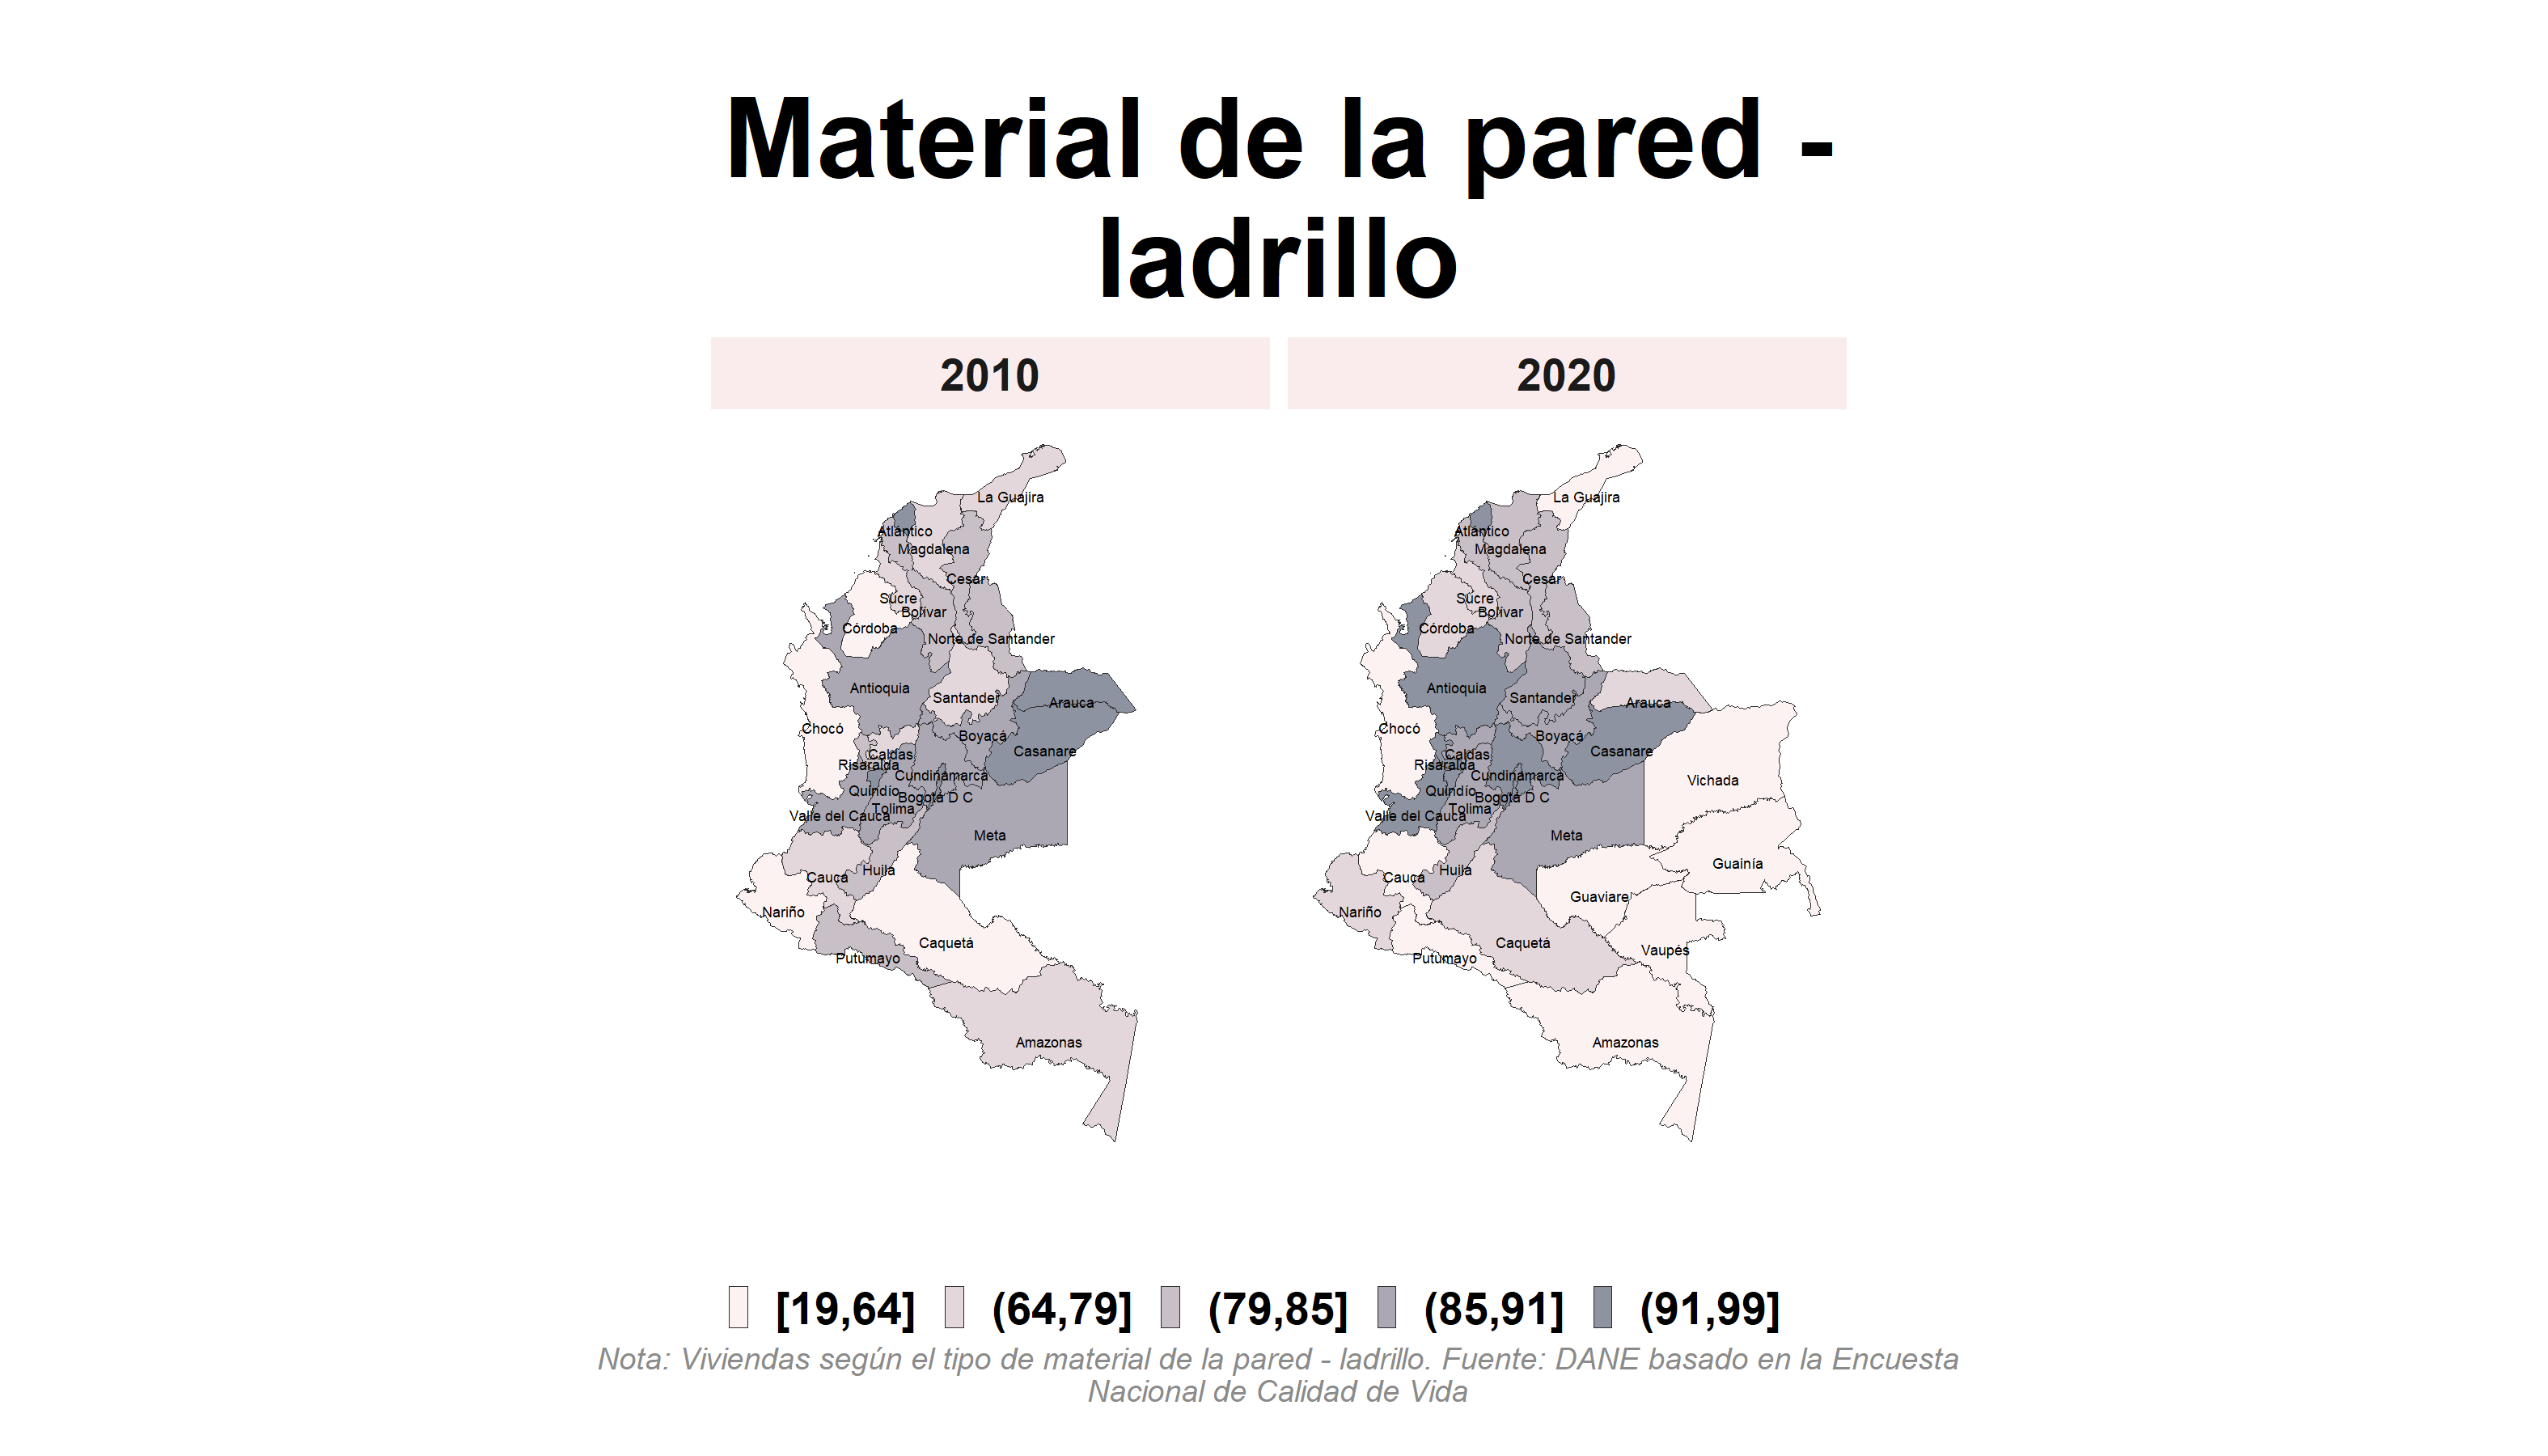 Material de la pared -
ladrillo
2010
2020
La Guajira
Atlántico
Magdalena
Cesar
Sucre
Bolívar
Córdoba
Norte de Santander
Antioquia
Santander
Arauca
Chocó
Boyacá
Casanare
Caldas
Risaralda
Cundinamarca
Quindío
Bogotá D C
Tolima
Valle del Cauca
Meta
Huila
Cauca
Nariño
Caquetá
Putumayo
Amazonas
La Guajira
Atlántico
Magdalena
Cesar
Sucre
Bolívar
Córdoba
Norte de Santander
Antioquia
Santander
Arauca
Chocó
Boyacá
Casanare
Caldas
Risaralda
Cundinamarca
Vichada
Quindío
Bogotá D C
Tolima
Valle del Cauca
Meta
Guainía
Huila
Cauca
Guaviare
Nariño
Caquetá
Vaupés
Putumayo
Amazonas
[19,64] (64,79] (79,85] (85,91] (91,99]
Nota: Viviendas según el tipo de material de la pared - ladrillo. Fuente: DANE basado en la Encuesta
Nacional de Calidad de Vida